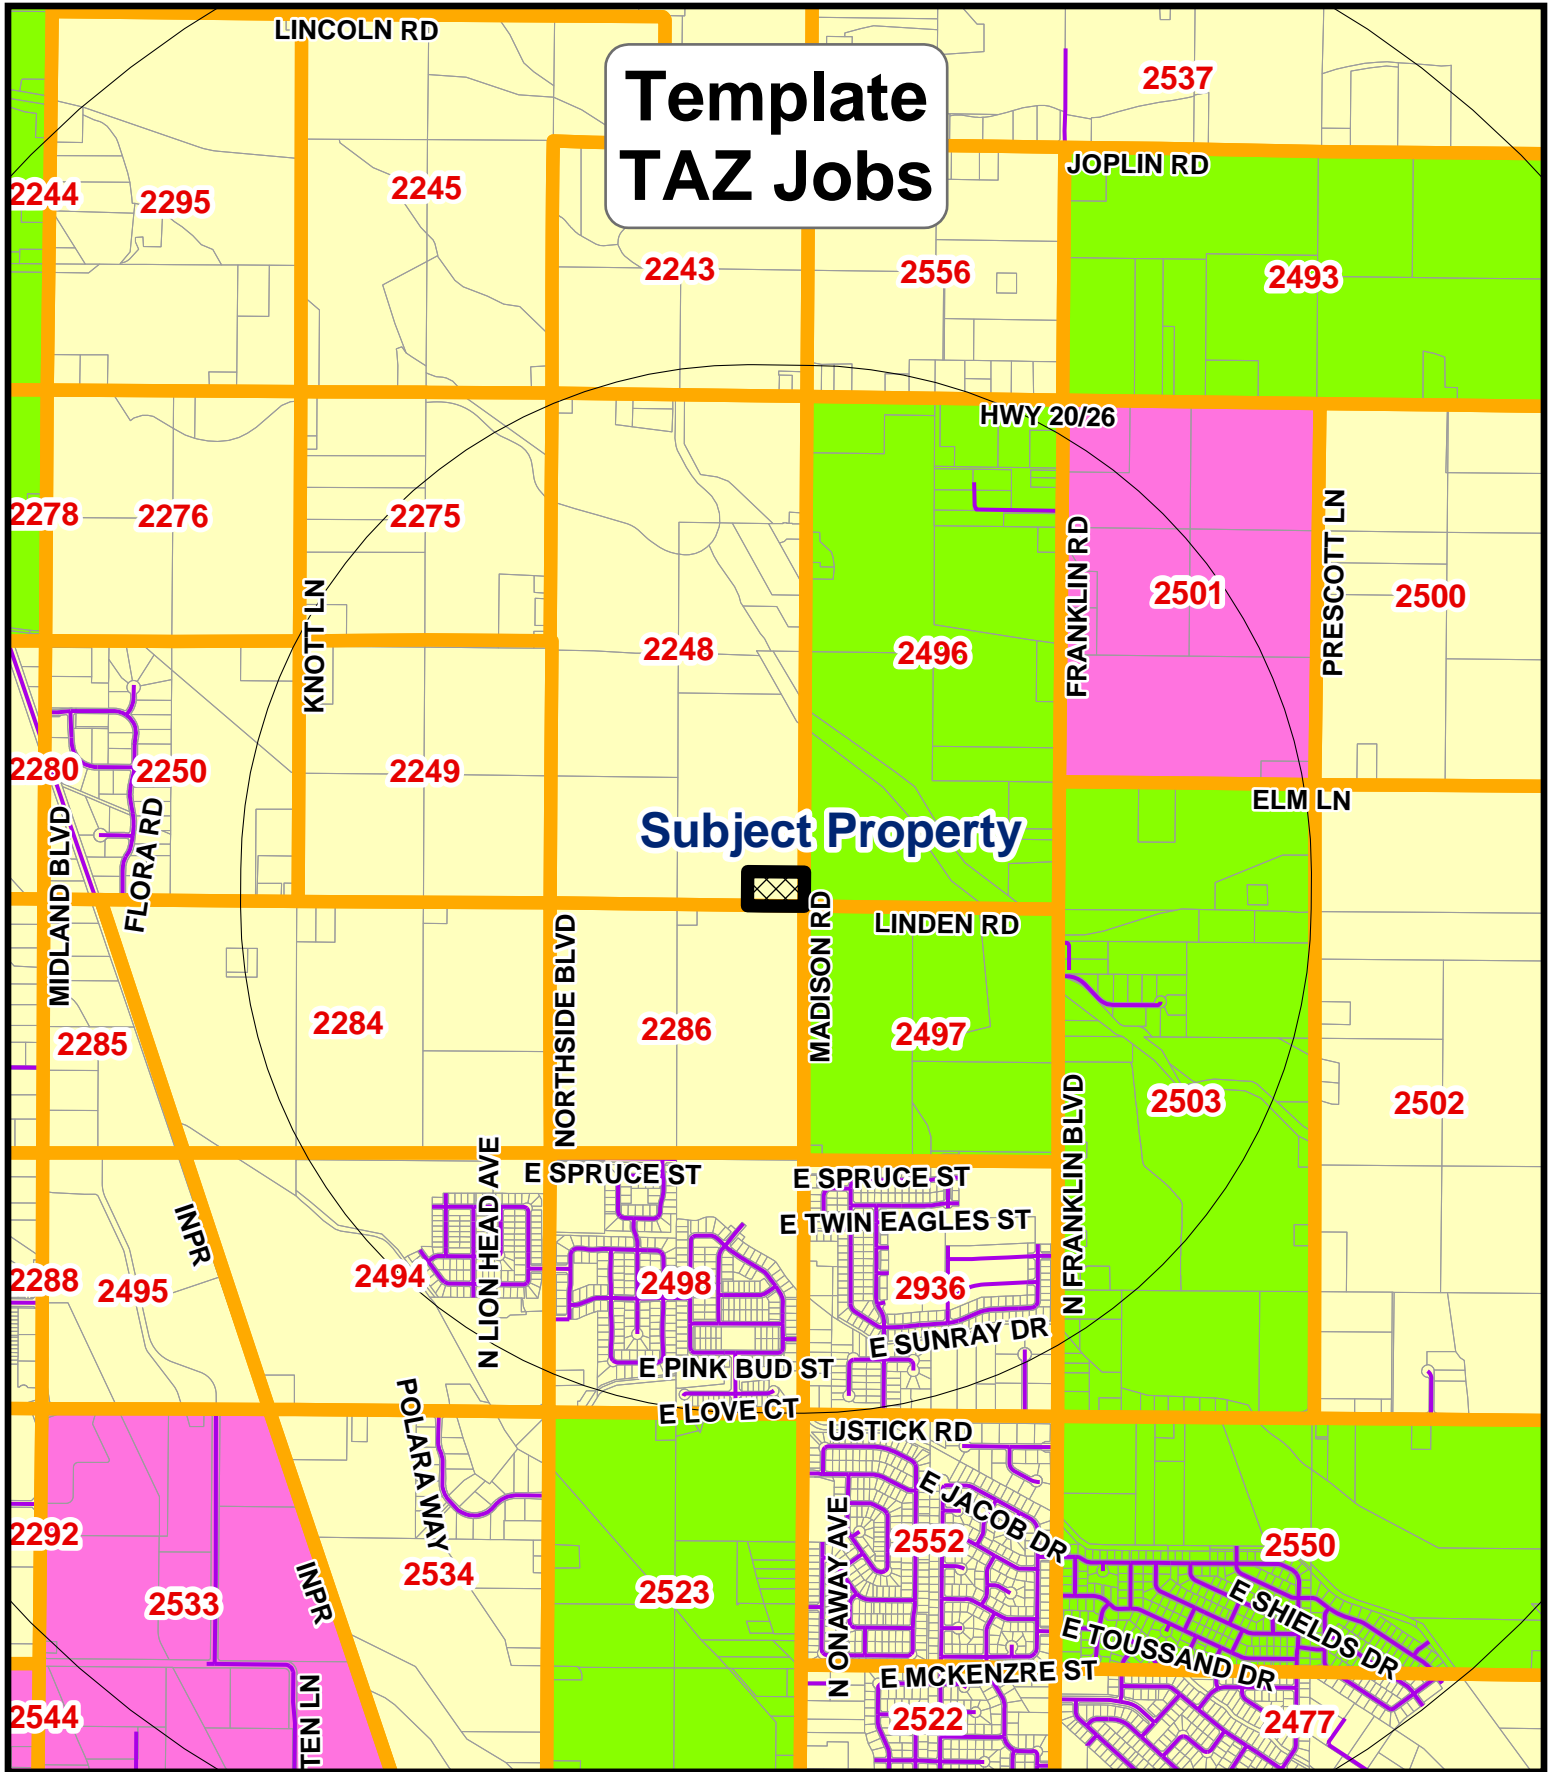 LINCOLN RD
Template
TAZ Jobs
2537
JOPLIN RD
2244
2295
2245
2243
2556
2493
HWY 20/26
2278
2276
2275
KNOTT LN
2248
2496
FRANKLIN RD
2501
PRESCOTT LN
2500
2280
2250
2249
MIDLAND BLVD
FLORA RD
Subject Property
ELM LN
NORTHSIDE BLVD
MADISON RD
LINDEN RD
2285
2284
2286
2497
N FRANKLIN BLVD
2503
2502
N LION HEAD AVE
E SPRUCE ST
E SPRUCE ST
E TWIN EAGLES ST
INPR
2288
2495
2494
2498
2936
E SUNRAY DR
E PINK BUD ST
E LOVE CT
POLARA WAY
USTICK RD
E JACOB DR
N ONAWAY AVE
2292
2552
2550
2534
2533
INPR
2523
E SHIELDS DR
E TOUSSAND DR
E MCKENZRE ST
TEN LN
2544
2522
2477